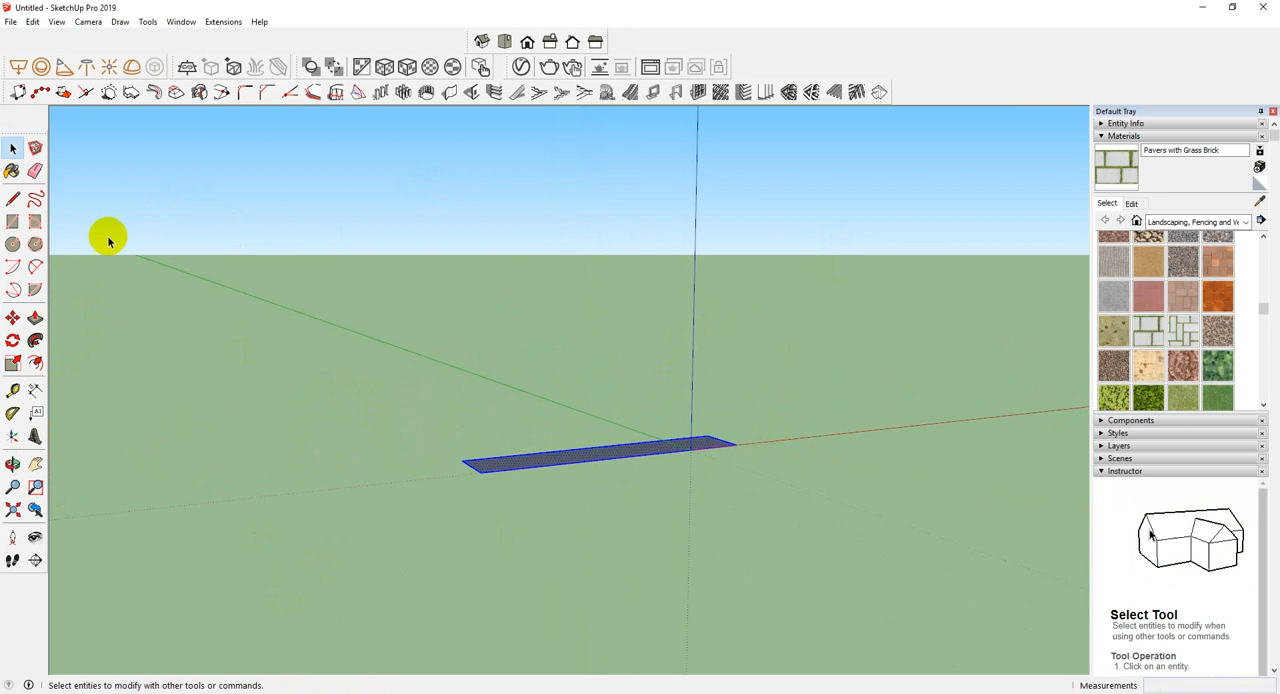 Untitled - SketchUp Pro 2019
File Edit View Camera Draw Tools Window Extensions Help
Default Tray
Entity Info
Materials
Pavers with Grass Brick
Select Edit
Landscaping, Fencing and Ve
Components
Styles
Layers
Scenes
Instructor
Select Tool
Select entities to modify when
using other tools or commands.
Tool Operation
1. Click on an entity.
Select entities to modify with other tools or commands.
Measurements